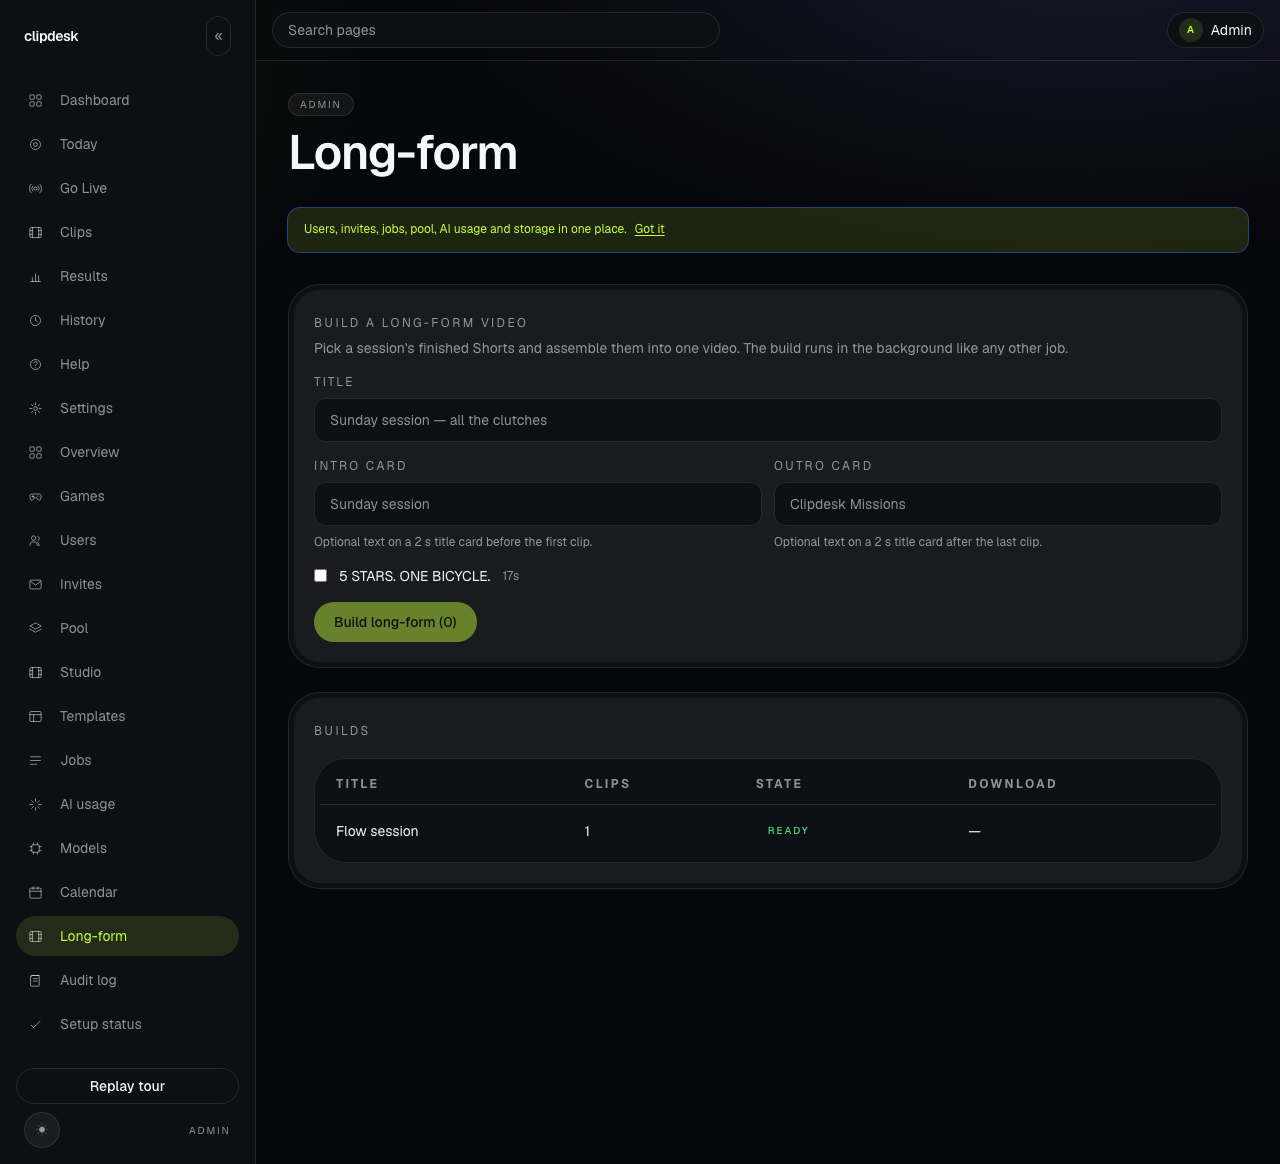 clipdesk
«
Search pages
A
Admin
Dashboard
Today
Go Live
Clips
Results
History
Help
Settings
Overview
Games
Users
Invites
Pool
Studio
Templates
Jobs
AI usage
Models
Calendar
Long-form
Audit log
Setup status
Replay tour
ADMIN
ADMIN
Long-form
Users, invites, jobs, pool, AI usage and storage in one place. Got it
BUILD A LONG-FORM VIDEO
Pick a session's finished Shorts and assemble them into one video. The build runs in the background like any other job.
TITLE
Sunday session — all the clutches
INTRO CARD
OUTRO CARD
Sunday session
Clipdesk Missions
Optional text on a 2 s title card before the first clip.
Optional text on a 2 s title card after the last clip.
5 STARS. ONE BICYCLE. 17s
Build long-form (0)
BUILDS
TITLE CLIPS STATE DOWNLOAD
Flow session 1 READY —